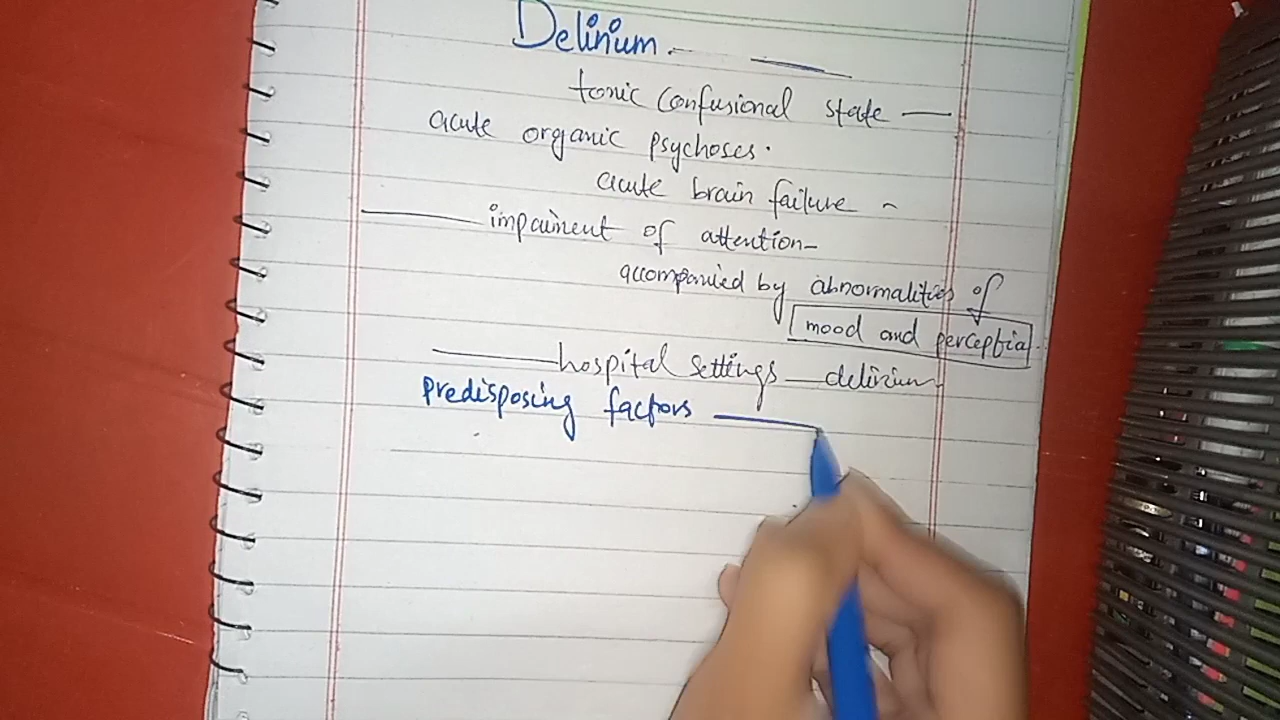 Delirium.
toxic confusional state —
acute organic psychoses.
acute brain failure ~
impairment of attention-
accompanied by abnormalities of
mood and perceptio
hospital settings — delirium.
Predisposing factors —